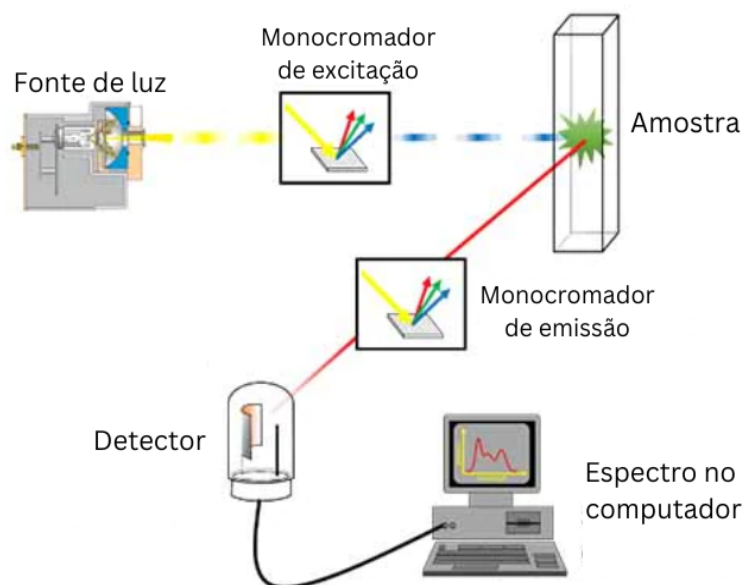 Monocromador
de excitação
Fonte de luz
Amostra
Monocromador
de emissão
Detector
Espectro no
computador